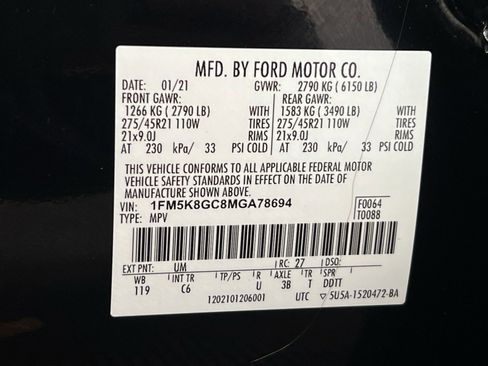 MFD. BY FORD MOTOR CO.
DATE: 01/21 GVWR: 2790 KG ( 6150 LB)
FRONT GAWR: REAR GAWR:
1266 KG ( 2790 LB) WITH 1583 KG ( 3490 LB) WITH
275/45R21 110W TIRES 275/45R21 110W TIRES
21x9.0J RIMS 21x9.0J RIMS
AT 230 kPa/ 33 PSI COLD AT 230 kPa/ 33 PSI COLD
THIS VEHICLE CONFORMS TO ALL APPLICABLE FEDERAL MOTOR
VEHICLE SAFETY AND BUMPER STANDARDS IN EFFECT ON THE DATE OF
MANUFACTURE SHOWN ABOVE.
VIN: 1FM5K8GC8MGA78694 F0064
TYPE: MPV T0088
EXT PNT: UM RC: 27
WB INT TR TP/PS R AXLE TR SPR
119 C6 U 3B T DDTT
1202101206001 UTC ▽ 5U5A-1520472-BA